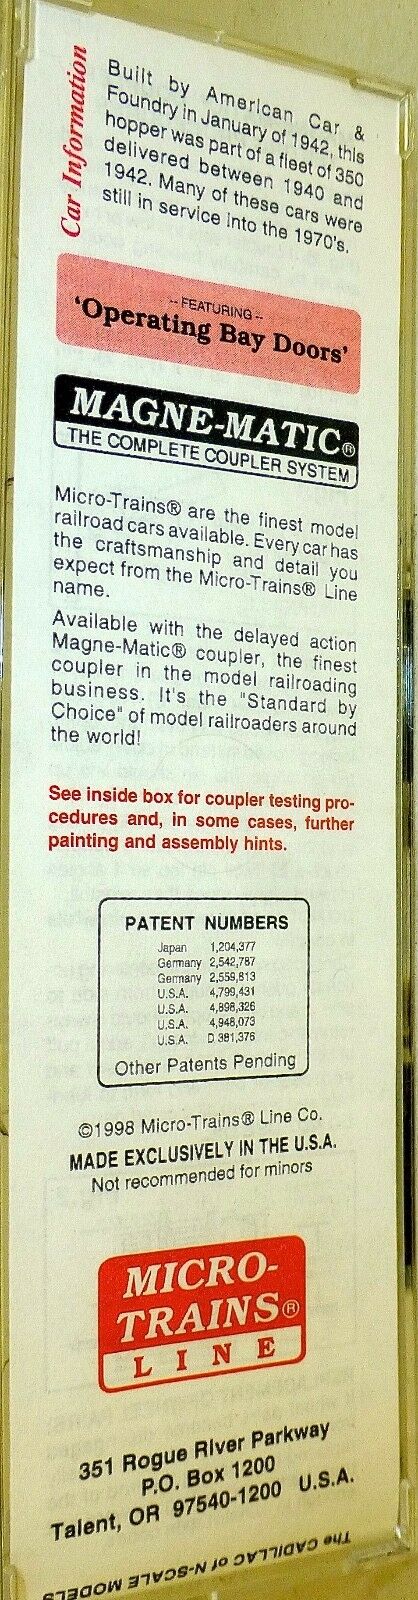 Car Information
Built by American Car &
Foundry in January of 1942, this
hopper was part of a fleet of 350
delivered between 1940 and
1942. Many of these cars were
still in service into the 1970's.
-- FEATURING --
'Operating Bay Doors'
MAGNE-MATIC®
THE COMPLETE COUPLER SYSTEM
Micro-Trains® are the finest model
railroad cars available. Every car has
the craftsmanship and detail you
expect from the Micro-Trains® Line
name.
Available with the delayed action
Magne-Matic® coupler, the finest
coupler in the model railroading
business. It's the "Standard by
Choice" of model railroaders around
the world!
See inside box for coupler testing pro-
cedures and, in some cases, further
painting and assembly hints.
PATENT NUMBERS
Japan 1,204,377
Germany 2,542,787
Germany 2,559,813
U.S.A. 4,799,431
U.S.A. 4,898,326
U.S.A. 4,948,073
U.S.A. D 381,376
Other Patents Pending
©1998 Micro-Trains® Line Co.
MADE EXCLUSIVELY IN THE U.S.A.
Not recommended for minors
MICRO-
TRAINS®
LINE
351 Rogue River Parkway
P.O. Box 1200
Talent, OR 97540-1200 U.S.A.
The CADILLAC of N-SCALE MODELS